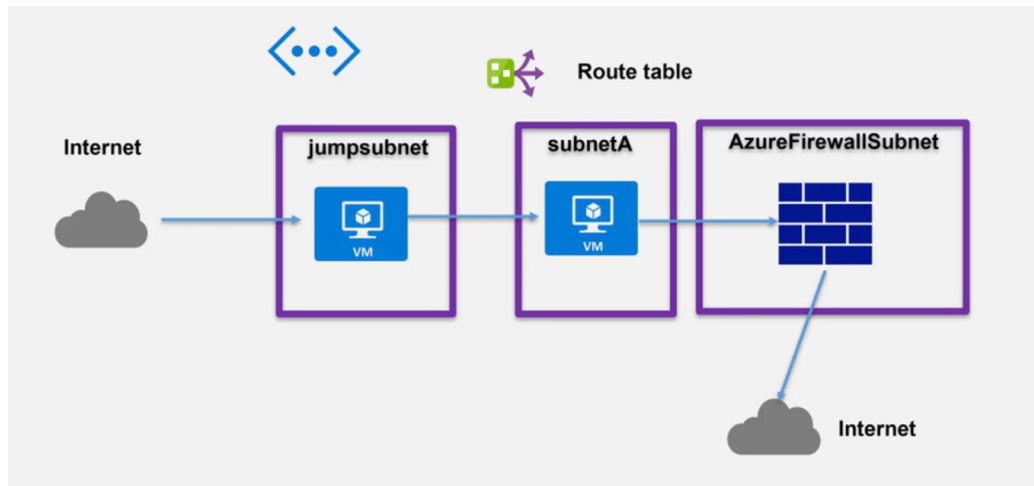 Route table
Internet
jumpsubnet
subnetA
AzureFirewallSubnet
VM
VM
Internet